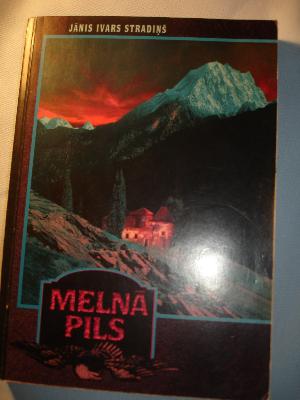 JĀNIS IVARS STRADIŅŠ
MELNĀ
PILS